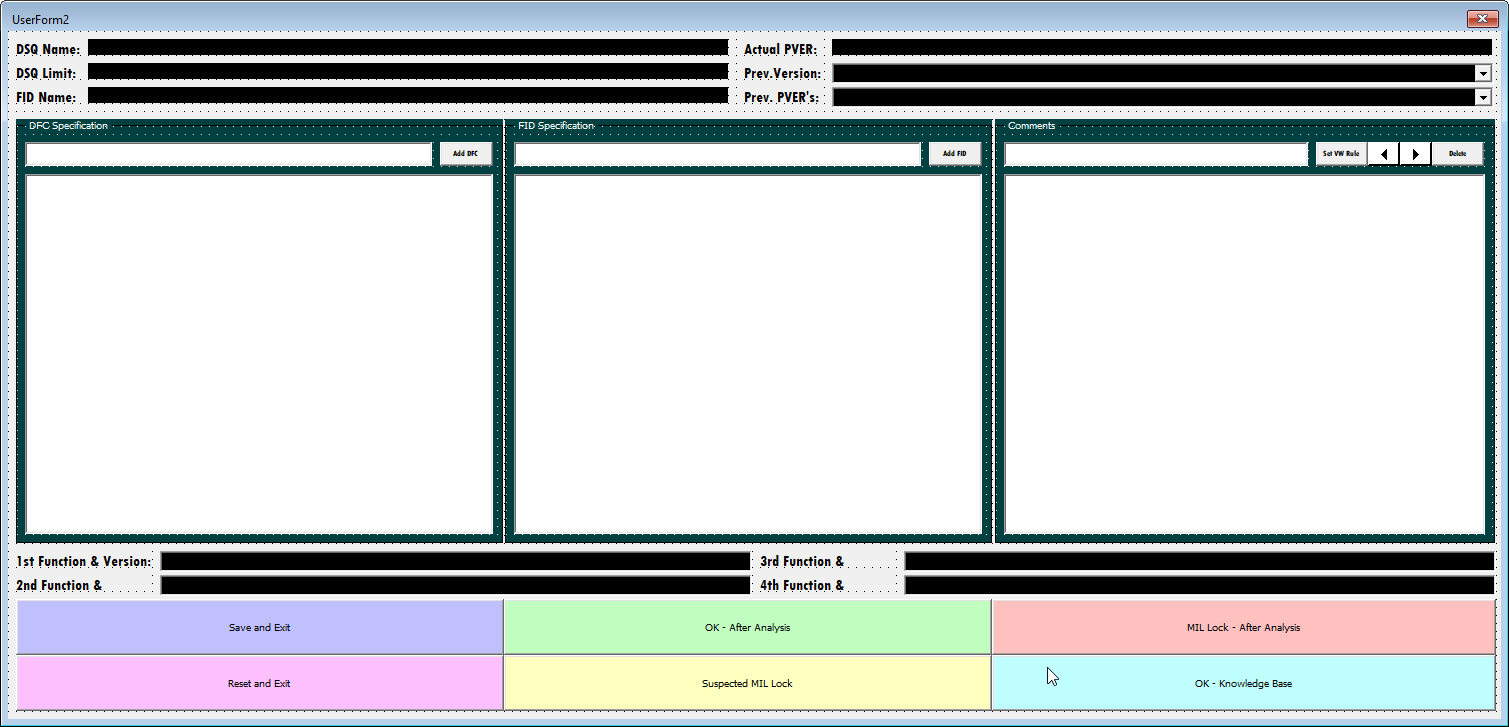 UserForm2
DSQ Name:
Actual PVER:
DSQ Limit:
Prev.Version:
FID Name:
Prev. PVER's:
DFC Specification
FID Specification
Comments
Add DFC
Add FID
Set VW Rule
Delete
1st Function & Version:
3rd Function &
2nd Function &
4th Function &
Save and Exit
OK - After Analysis
MIL Lock - After Analysis
Reset and Exit
Suspected MIL Lock
OK - Knowledge Base